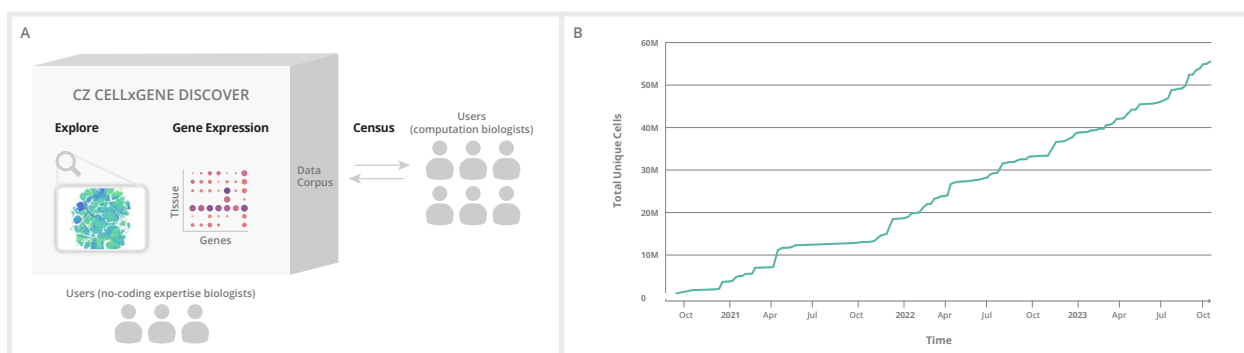 A
CZ CELLxGENE DISCOVER
Explore
Gene Expression
Tissue
Genes
Data
Corpus
Census
Users
(computation biologists)
Users (no-coding expertise biologists)
B
Total Unique Cells
60M
50M
40M
30M
20M
10M
0
Oct
2021
Apr
Jul
Oct
2022
Apr
Jul
Oct
2023
Apr
Jul
Oct
Time